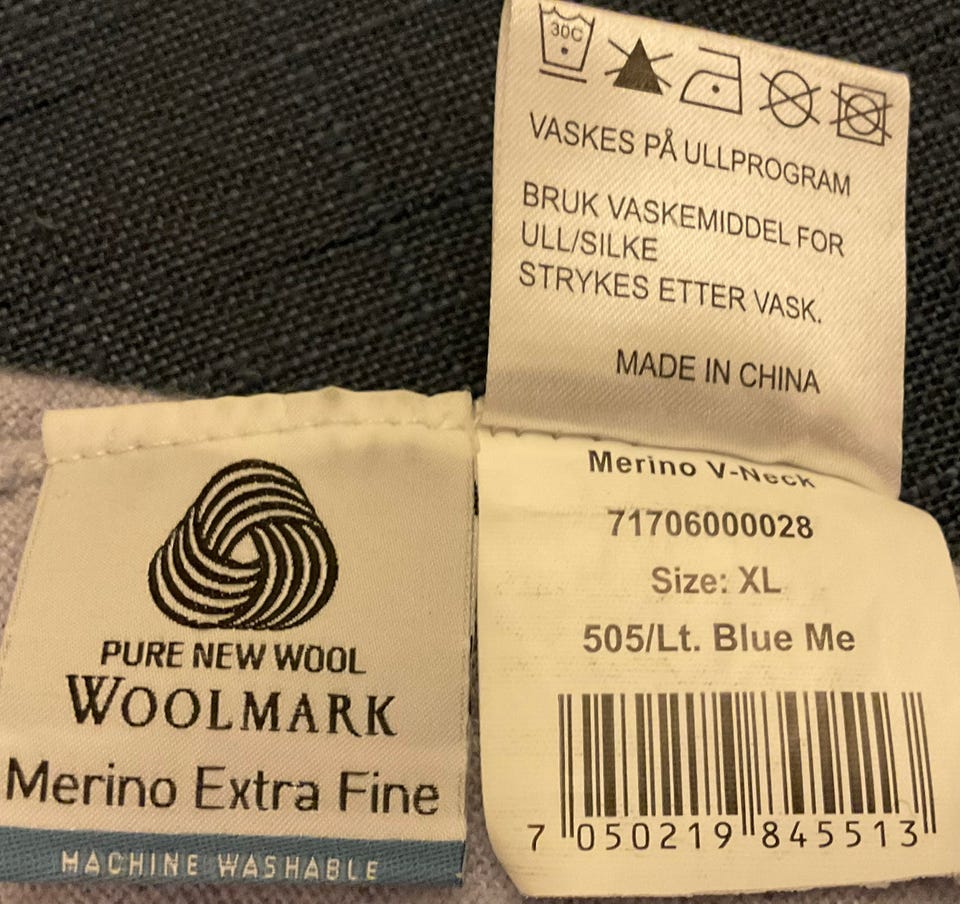 30C
VASKES PÅ ULLPROGRAM
BRUK VASKEMIDDEL FOR
ULL/SILKE
STRYKES ETTER VASK.
MADE IN CHINA
PURE NEW WOOL
WOOLMARK
Merino Extra Fine
MACHINE WASHABLE
Merino V-Neck
71706000028
Size: XL
505/Lt. Blue Me
7 050219 845513